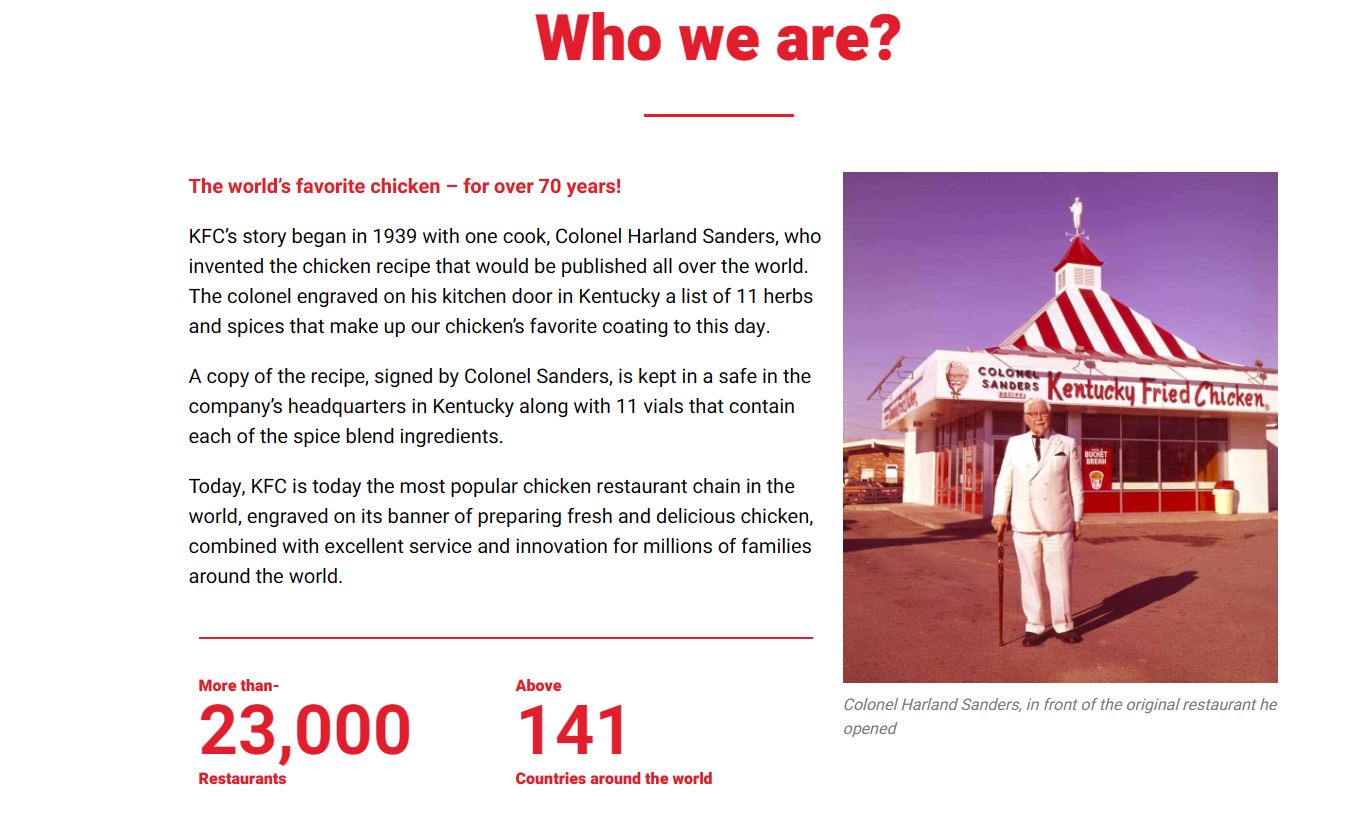 Who we are?
The world's favorite chicken – for over 70 years!
KFC's story began in 1939 with one cook, Colonel Harland Sanders, who
invented the chicken recipe that would be published all over the world.
The colonel engraved on his kitchen door in Kentucky a list of 11 herbs
and spices that make up our chicken's favorite coating to this day.
A copy of the recipe, signed by Colonel Sanders, is kept in a safe in the
company's headquarters in Kentucky along with 11 vials that contain
each of the spice blend ingredients.
Today, KFC is today the most popular chicken restaurant chain in the
world, engraved on its banner of preparing fresh and delicious chicken,
combined with excellent service and innovation for millions of families
around the world.
More than-
23,000
Restaurants
Above
141
Countries around the world
COLONEL
SANDERS
RECIPES
Kentucky Fried Chicken
BUCKET
BREAK
Colonel Harland Sanders, in front of the original restaurant he
opened